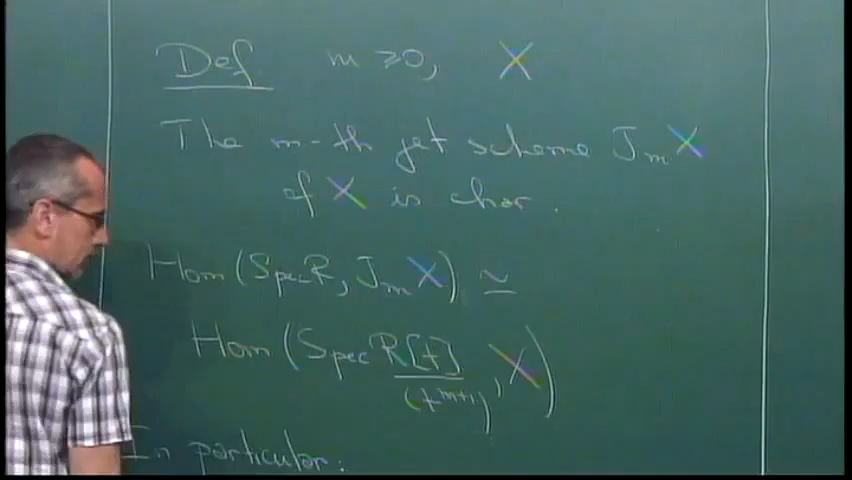 Def m ≥ 0, X
The m-th jet scheme J_m X
of X is char.
Hom(Spec R, J_m X) ≃
Hom(Spec R[t]/(t^{m+1}), X)
In particular: